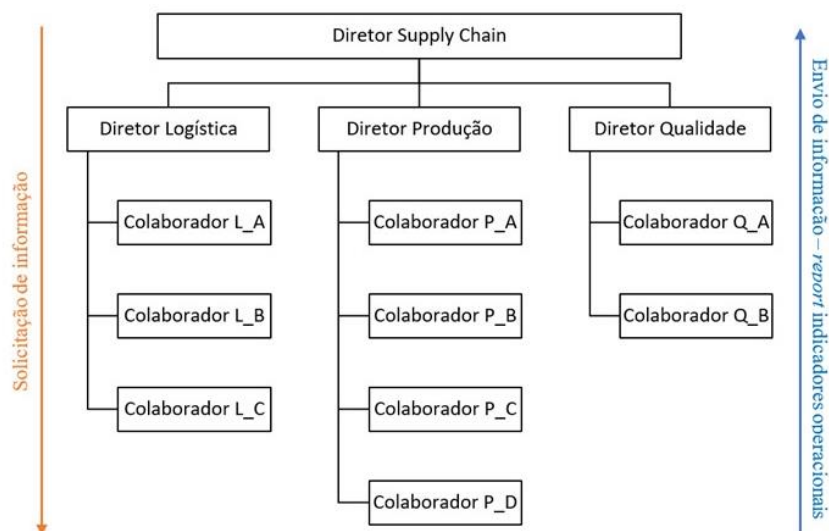 Diretor Supply Chain
Diretor Logística
Diretor Produção
Diretor Qualidade
Colaborador L_A
Colaborador P_A
Colaborador Q_A
Colaborador L_B
Colaborador P_B
Colaborador Q_B
Colaborador L_C
Colaborador P_C
Colaborador P_D
Solicitação de informação
Envio de informação – report indicadores operacionais